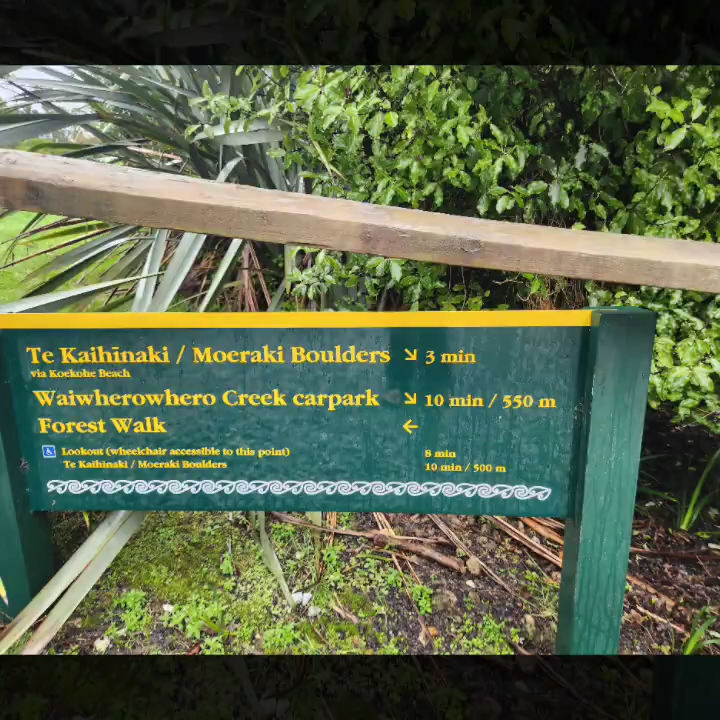 Te Kaihīnaki / Moeraki Boulders ↘ 3 min
via Koekohe Beach
Waiwherowhero Creek carpark ↘ 10 min / 550 m
Forest Walk ←
Lookout (wheelchair accessible to this point) 8 min
Te Kaihīnaki / Moeraki Boulders 10 min / 500 m